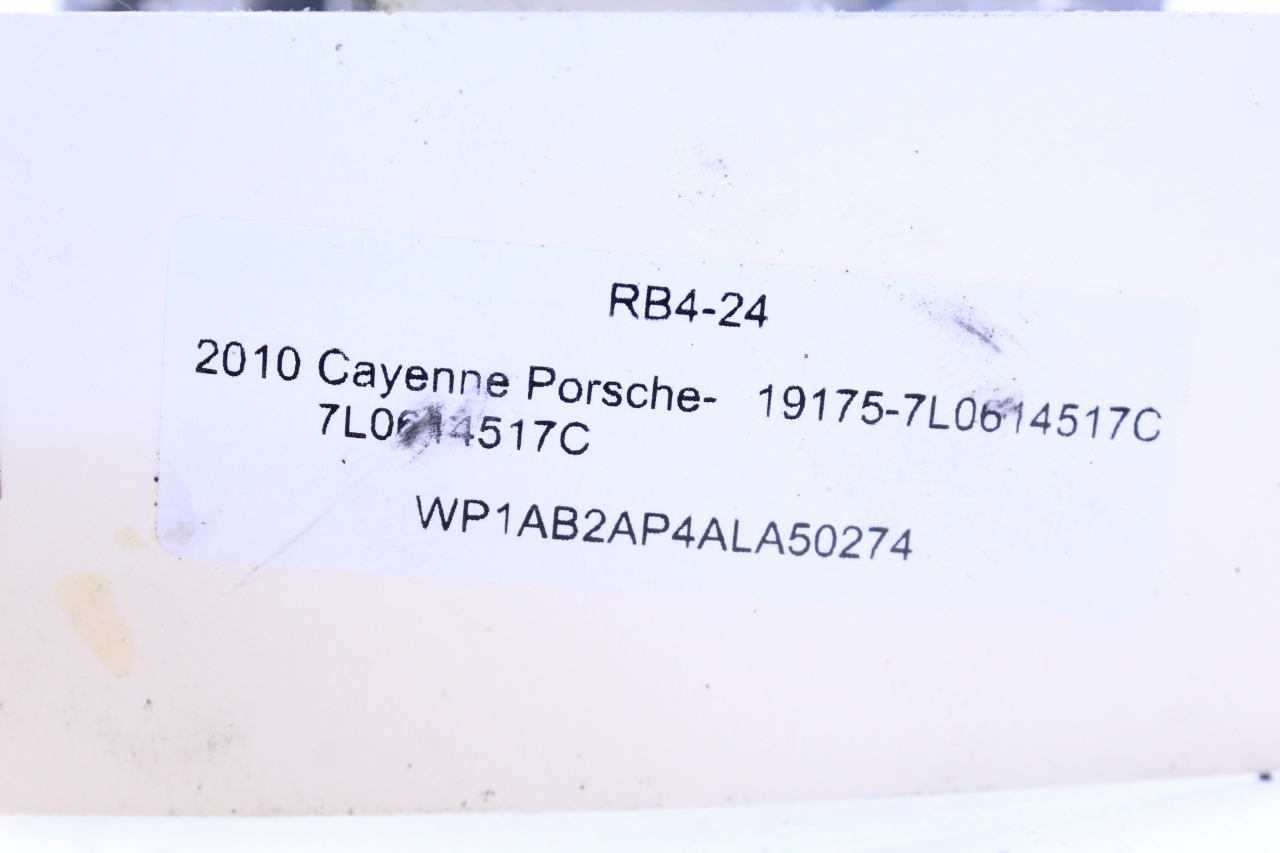 RB4-24
2010 Cayenne Porsche- 19175-7L0614517C
7L0614517C
WP1AB2AP4ALA50274